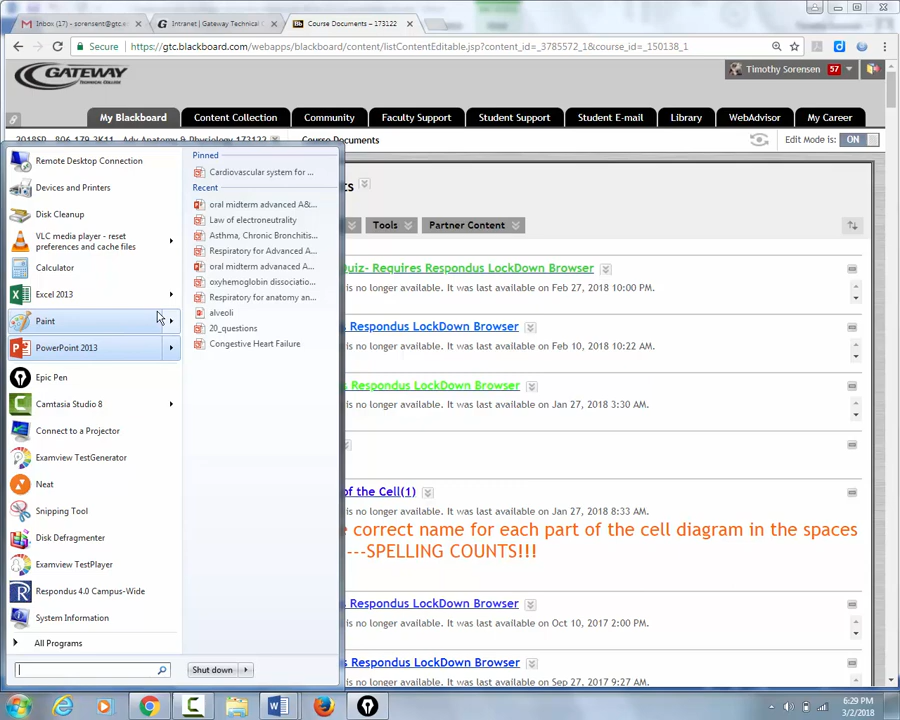 Inbox (17) - sorensent@gtc.e
Intranet | Gateway Technical C
Course Documents – 173122
Secure
https://gtc.blackboard.com/webapps/blackboard/content/listContentEditable.jsp?content_id=_3785572_1&course_id=_150138_1
GATEWAY
TECHNICAL COLLEGE
Timothy Sorensen 57
My Blackboard
Content Collection
Community
Faculty Support
Student Support
Student E-mail
Library
WebAdvisor
My Career
Course Documents
Edit Mode is: ON
Tools
Partner Content
Quiz- Requires Respondus LockDown Browser
is no longer available. It was last available on Feb 27, 2018 10:00 PM.
s Respondus LockDown Browser
is no longer available. It was last available on Feb 10, 2018 10:22 AM.
s Respondus LockDown Browser
is no longer available. It was last available on Jan 27, 2018 3:30 AM.
of the Cell(1)
is no longer available. It was last available on Jan 27, 2018 8:33 AM.
e correct name for each part of the cell diagram in the spaces
---SPELLING COUNTS!!!
s Respondus LockDown Browser
is no longer available. It was last available on Oct 10, 2017 2:00 PM.
s Respondus LockDown Browser
is no longer available. It was last available on Sep 27, 2017 9:27 AM.
Remote Desktop Connection
Devices and Printers
Disk Cleanup
VLC media player - reset
preferences and cache files
Calculator
Excel 2013
Paint
PowerPoint 2013
Epic Pen
Camtasia Studio 8
Connect to a Projector
Examview TestGenerator
Neat
Snipping Tool
Disk Defragmenter
Examview TestPlayer
Respondus 4.0 Campus-Wide
System Information
All Programs
Pinned
Cardiovascular system for ...
Recent
oral midterm advanced A&...
Law of electroneutrality
Asthma, Chronic Bronchitis...
Respiratory for Advanced A...
oral midterm advanaced A...
oxyhemoglobin dissociatio...
Respiratory for anatomy an...
alveoli
20_questions
Congestive Heart Failure
Shut down
6:29 PM
3/2/2018